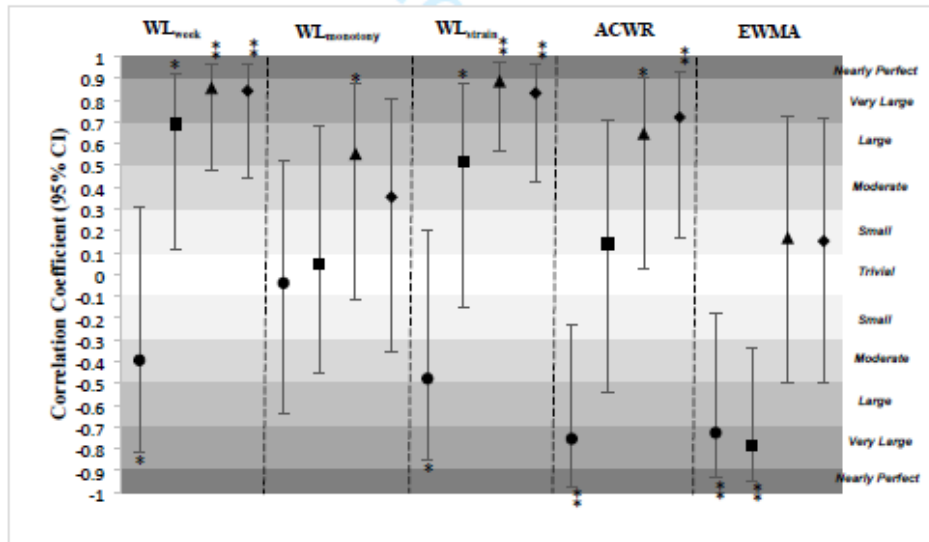 WLweek WLmonotony WLstrain ACWR EWMA
** ** ** ** **
* * * *
Correlation Coefficient (95% CI)
1
0.9
0.8
0.7
0.6
0.5
0.4
0.3
0.2
0.1
0
-0.1
-0.2
-0.3
-0.4
-0.5
-0.6
-0.7
-0.8
-0.9
-1
Nearly Perfect
Very Large
Large
Moderate
Small
Trivial
Small
Moderate
Large
Very Large
Nearly Perfect
* *
** ** **